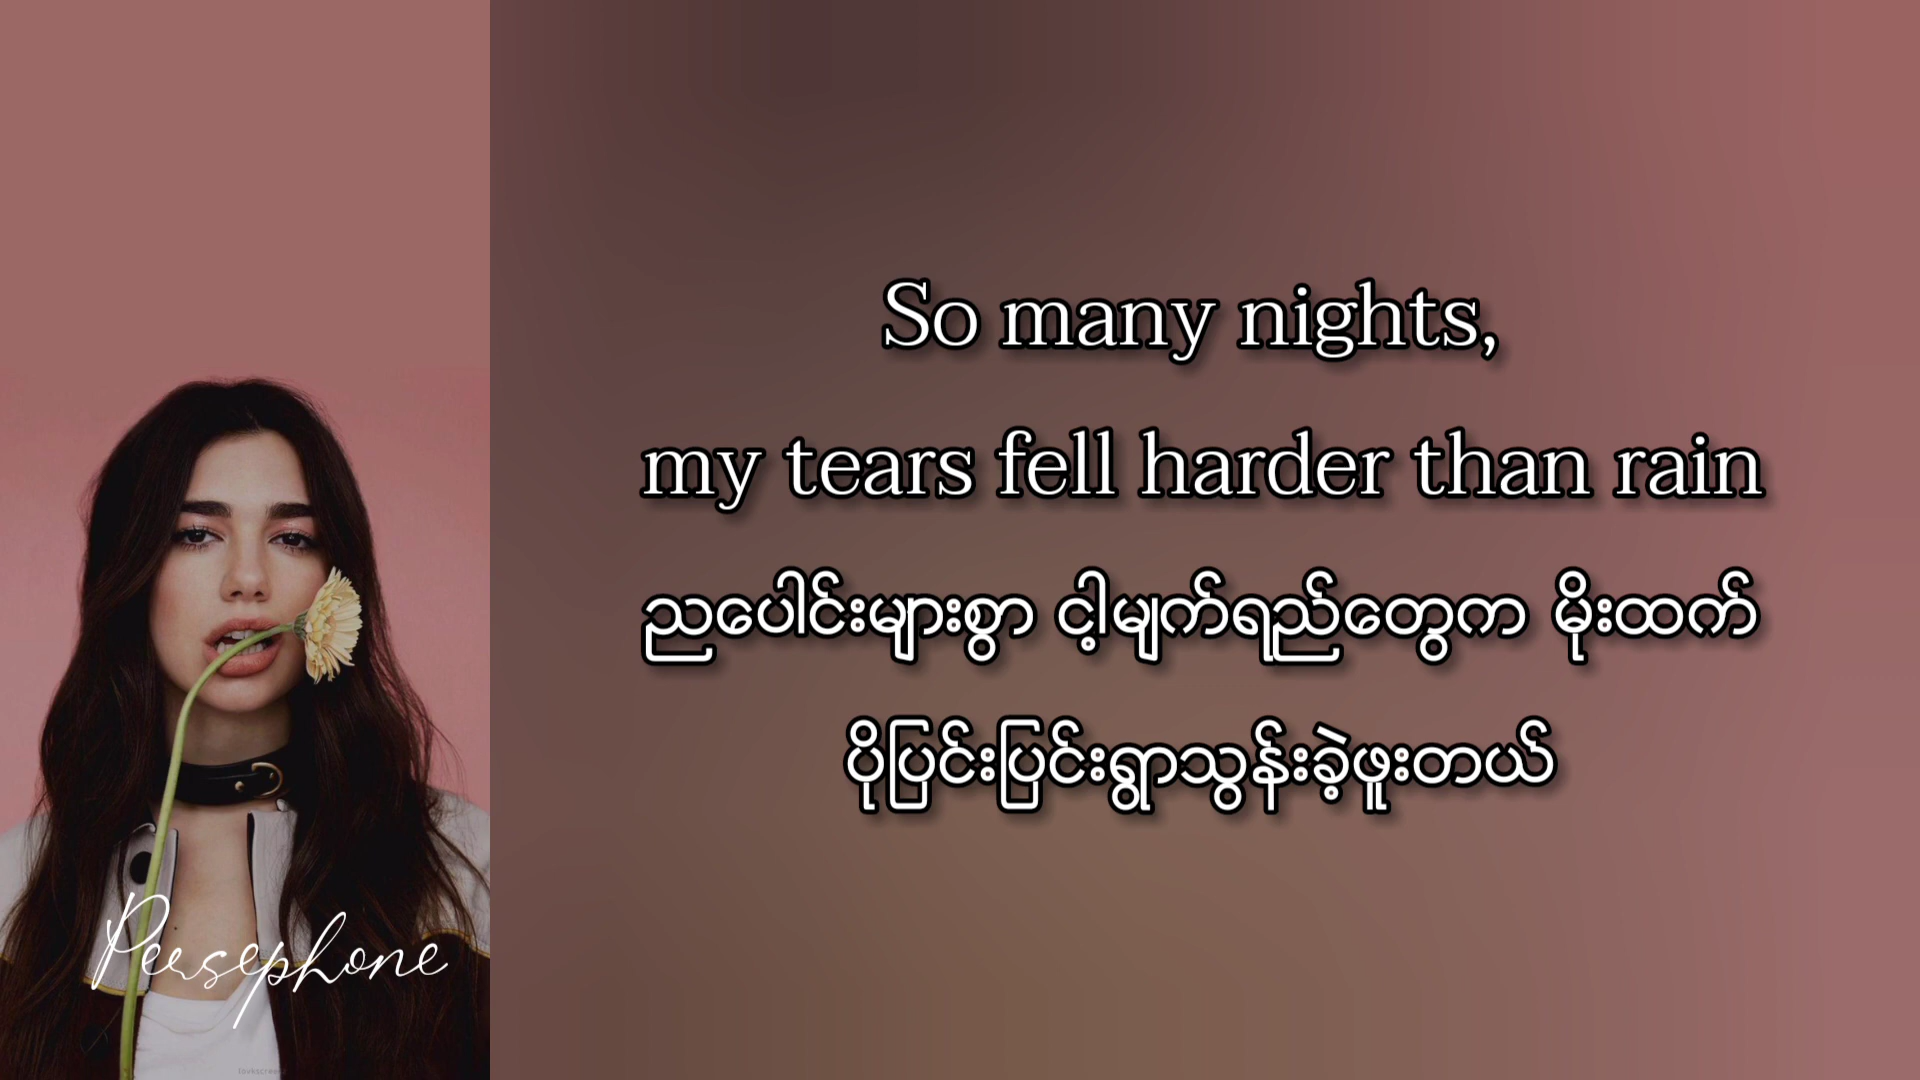 So many nights,
my tears fell harder than rain
ညပေါင်းများစွာ ငါ့မျက်ရည်တွေက မိုးထက်
ပိုပြင်းပြင်းရွာသွန်းခဲ့ဖူးတယ်
Persephone